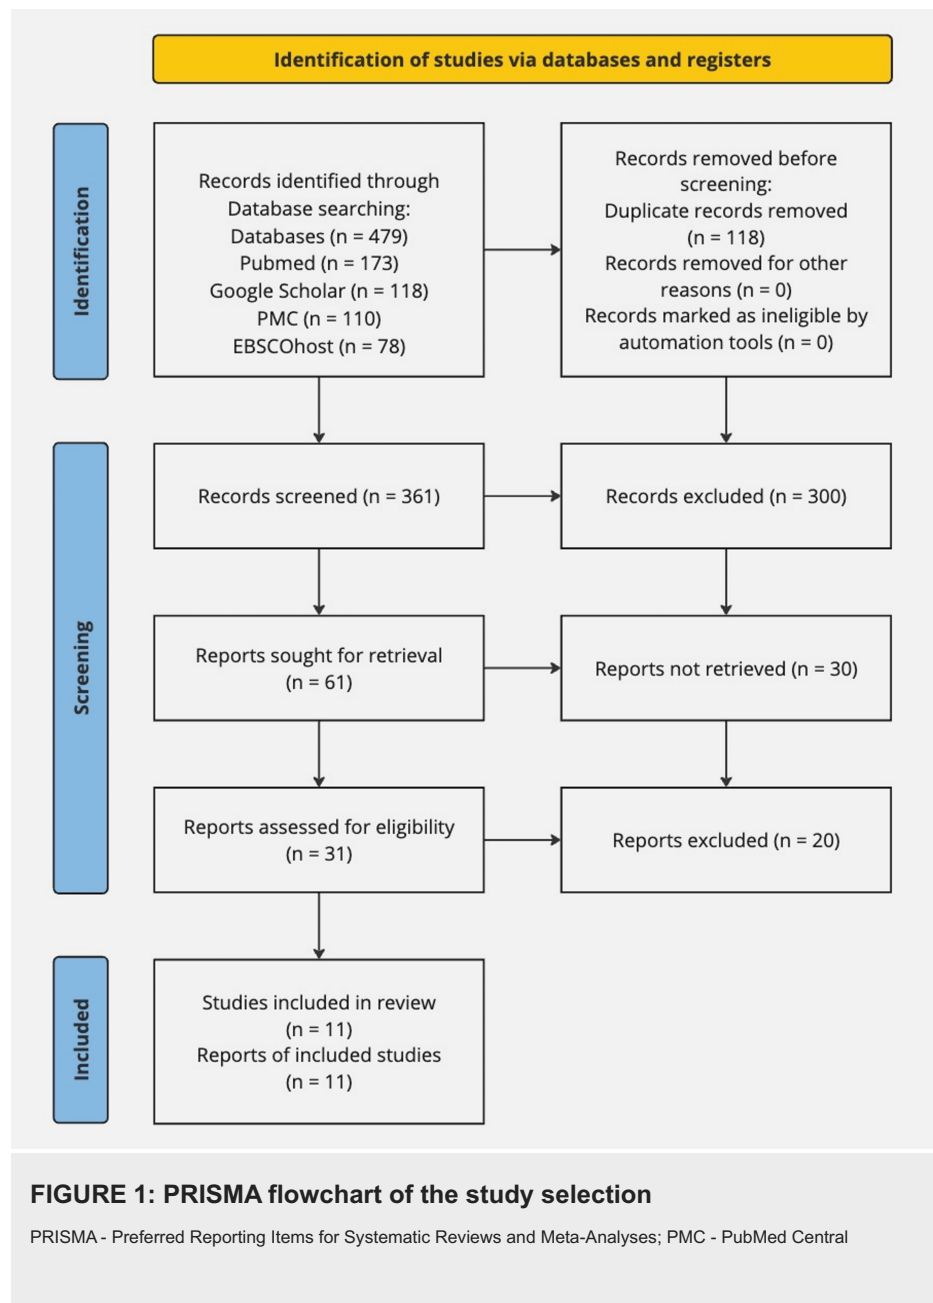 Identification of studies via databases and registers
Identification
Records identified through
Database searching:
Databases (n = 479)
Pubmed (n = 173)
Google Scholar (n = 118)
PMC (n = 110)
EBSCOhost (n = 78)
Records removed before
screening:
Duplicate records removed
(n = 118)
Records removed for other
reasons (n = 0)
Records marked as ineligible by
automation tools (n = 0)
Screening
Records screened (n = 361)
Records excluded (n = 300)
Reports sought for retrieval
(n = 61)
Reports not retrieved (n = 30)
Reports assessed for eligibility
(n = 31)
Reports excluded (n = 20)
Included
Studies included in review
(n = 11)
Reports of included studies
(n = 11)
FIGURE 1: PRISMA flowchart of the study selection
PRISMA - Preferred Reporting Items for Systematic Reviews and Meta-Analyses; PMC - PubMed Central